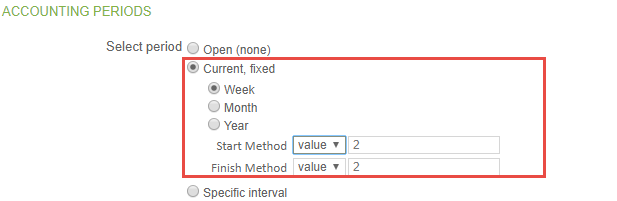 ACCOUNTING PERIODS
Select period Open (none)
Current, fixed
Week
Month
Year
Start Method value 2
Finish Method value 2
Specific interval